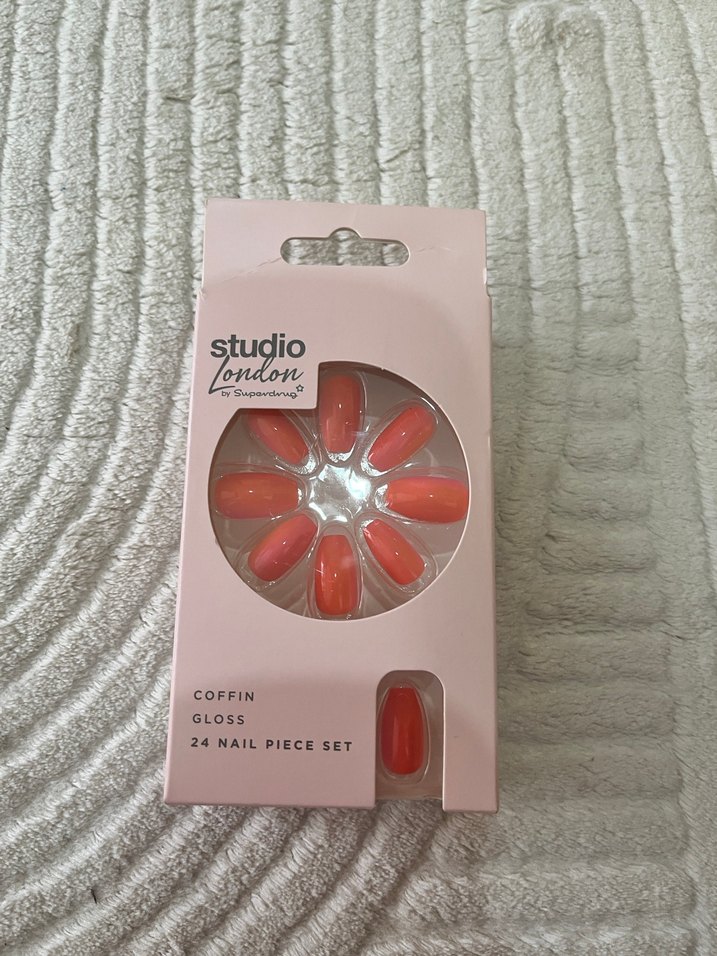 studio
London
by Superdrug
COFFIN
GLOSS
24 NAIL PIECE SET